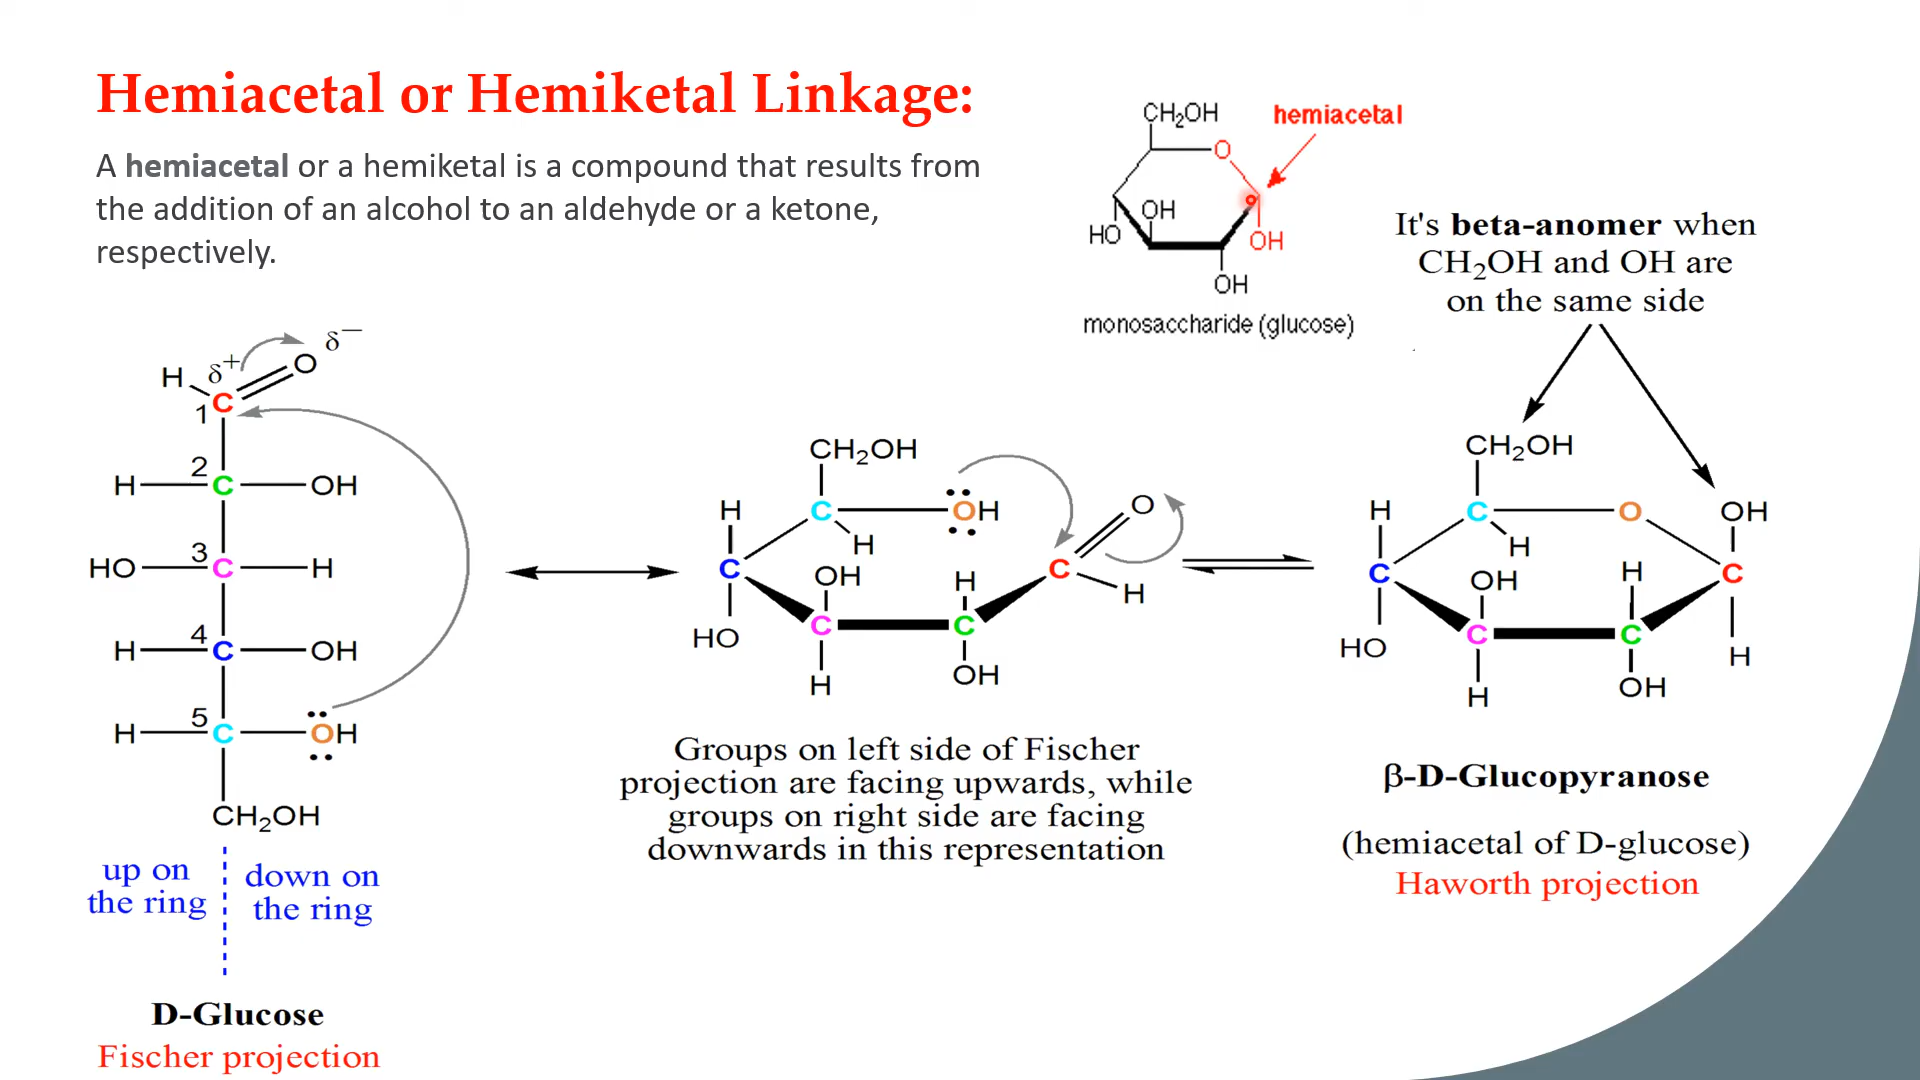 Hemiacetal or Hemiketal Linkage:
A hemiacetal or a hemiketal is a compound that results from
the addition of an alcohol to an aldehyde or a ketone,
respectively.
CH₂OH
hemiacetal
O
OH
HO
OH
OH
monosaccharide (glucose)
It's beta-anomer when
CH₂OH and OH are
on the same side
δ⁺
δ⁻
H
O
1
C
2
H
C
OH
3
HO
C
H
4
H
C
OH
5
H
C
OH
CH₂OH
up on
the ring
down on
the ring
D-Glucose
Fischer projection
CH₂OH
H
C
OH
O
H
C
OH
H
C
H
HO
C
C
H
OH
Groups on left side of Fischer
projection are facing upwards, while
groups on right side are facing
downwards in this representation
CH₂OH
H
C
O
OH
H
C
OH
H
C
HO
C
C
H
H
OH
β-D-Glucopyranose
(hemiacetal of D-glucose)
Haworth projection